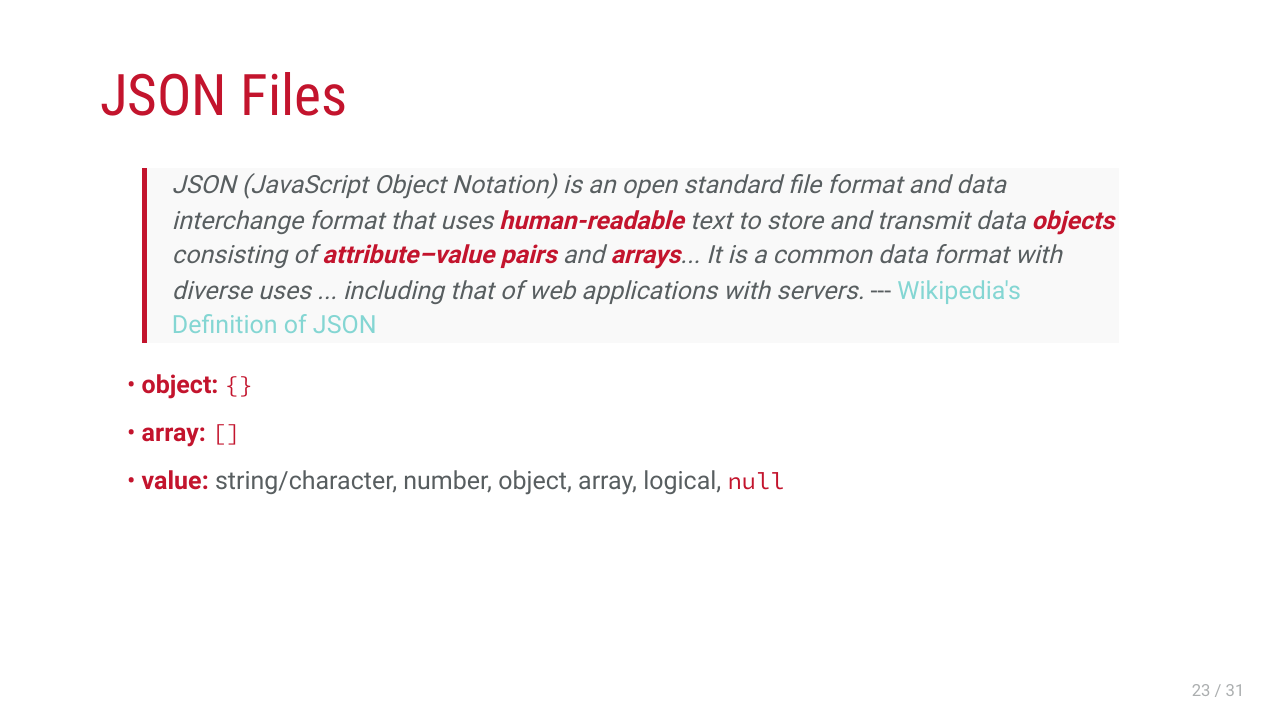 JSON Files
JSON (JavaScript Object Notation) is an open standard file format and data
interchange format that uses human-readable text to store and transmit data objects
consisting of attribute–value pairs and arrays... It is a common data format with
diverse uses ... including that of web applications with servers. --- Wikipedia's
Definition of JSON
• object: {}
• array: []
• value: string/character, number, object, array, logical, null
23 / 31